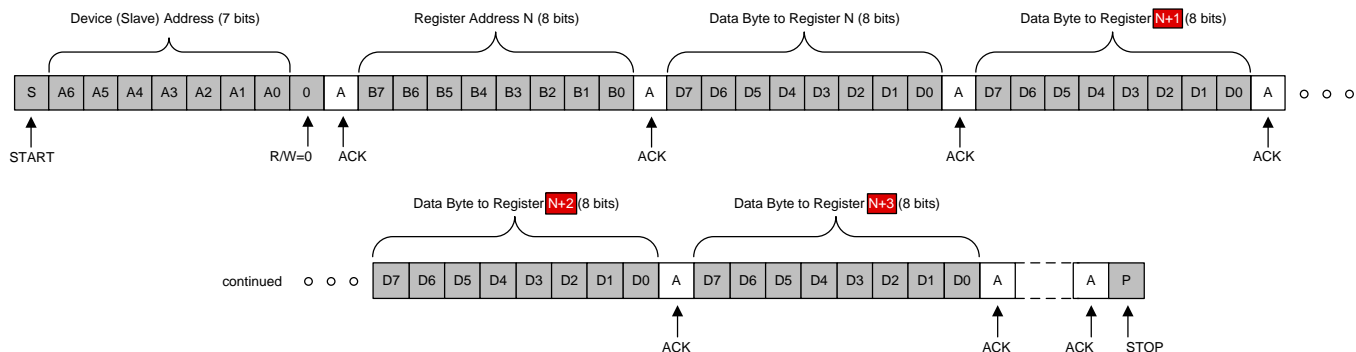 Device (Slave) Address (7 bits) Register Address N (8 bits) Data Byte to Register N (8 bits) Data Byte to Register N+1 (8 bits)
S A6 A5 A4 A3 A2 A1 A0 0 A B7 B6 B5 B4 B3 B2 B1 B0 A D7 D6 D5 D4 D3 D2 D1 D0 A D7 D6 D5 D4 D3 D2 D1 D0 A
START R/W=0 ACK ACK ACK ACK
Data Byte to Register N+2 (8 bits) Data Byte to Register N+3 (8 bits)
continued D7 D6 D5 D4 D3 D2 D1 D0 A D7 D6 D5 D4 D3 D2 D1 D0 A A P
ACK ACK ACK STOP